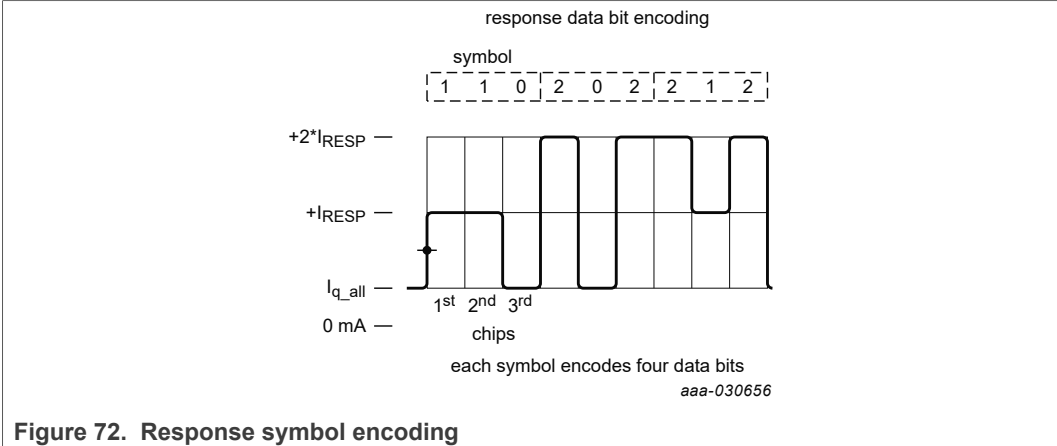 response data bit encoding
symbol
1 1 0 2 0 2 2 1 2
+2*IRESP
+IRESP
Iq_all
1st 2nd 3rd
0 mA
chips
each symbol encodes four data bits
aaa-030656
Figure 72. Response symbol encoding